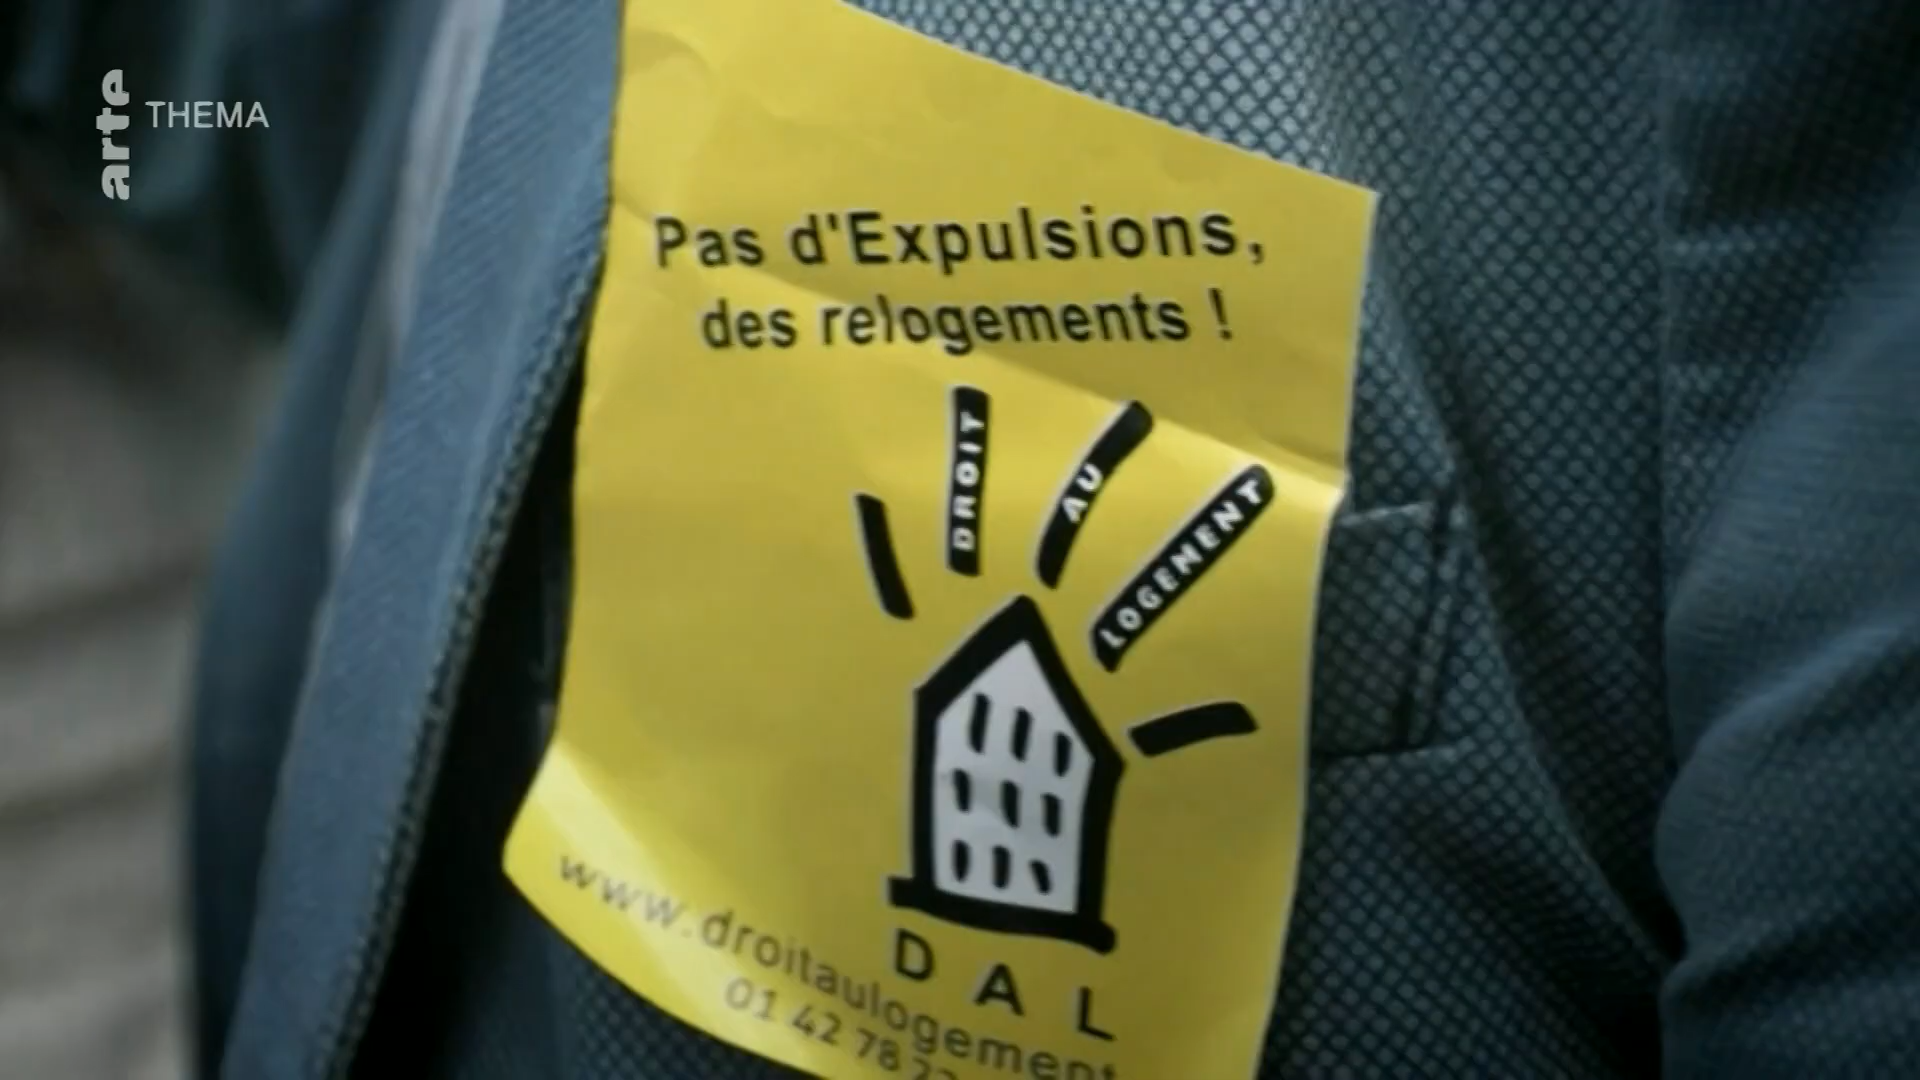 arte THEMA
Pas d'Expulsions,
des relogements !
DROIT
AU
LOGEMENT
DAL
www.droitaulogement
01 42 78